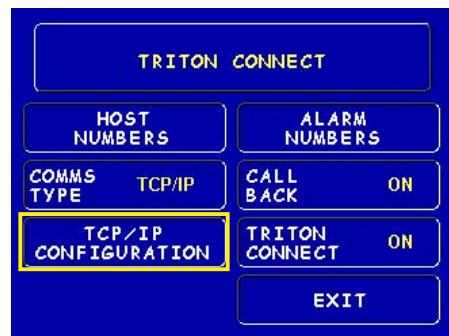 TRITON CONNECT
HOST
NUMBERS
ALARM
NUMBERS
COMMS
TYPE
TCP/IP
CALL
BACK
ON
TCP/IP
CONFIGURATION
TRITON
CONNECT
ON
EXIT